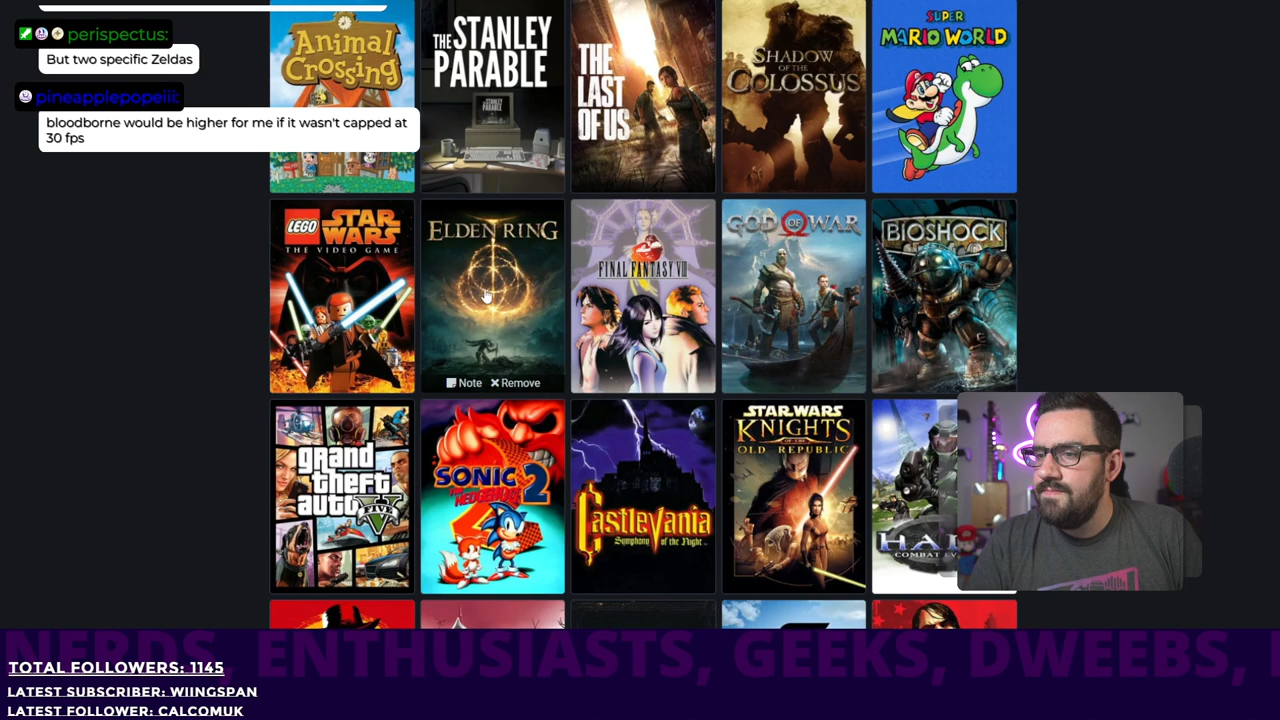 perispectus:
But two specific Zeldas
pineapplepopeiii:
bloodborne would be higher for me if it wasn't capped at
30 fps
Animal
Crossing
THE STANLEY
PARABLE
THE
LAST
OF US
SHADOW
OF THE
COLOSSUS
SUPER
MARIO WORLD
LEGO STAR
WARS
THE VIDEO GAME
ELDEN RING
Note Remove
FINAL FANTASY VIII
GOD OF WAR
BIOSHOCK
grand
theft
auto V
FIVE
SONIC
THE HEDGEHOG 2
Castlevania
Symphony of the Night
STAR WARS
KNIGHTS
OF THE
OLD REPUBLIC
HAL
COMBAT EV
NERDS, ENTHUSIASTS, GEEKS, DWEEBS,
TOTAL FOLLOWERS: 1145
LATEST SUBSCRIBER: WIINGSPAN
LATEST FOLLOWER: CALCOMUK